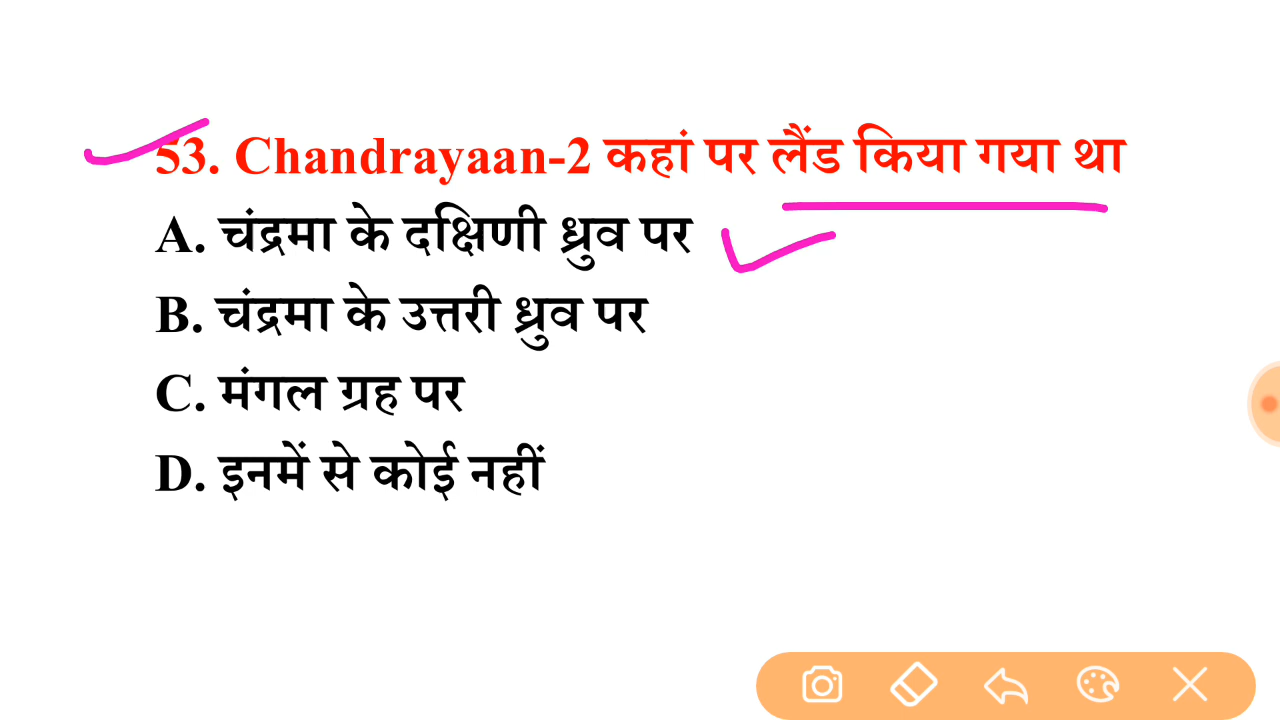 53. Chandrayaan-2 कहां पर लैंड किया गया था
A. चंद्रमा के दक्षिणी ध्रुव पर
B. चंद्रमा के उत्तरी ध्रुव पर
C. मंगल ग्रह पर
D. इनमें से कोई नहीं